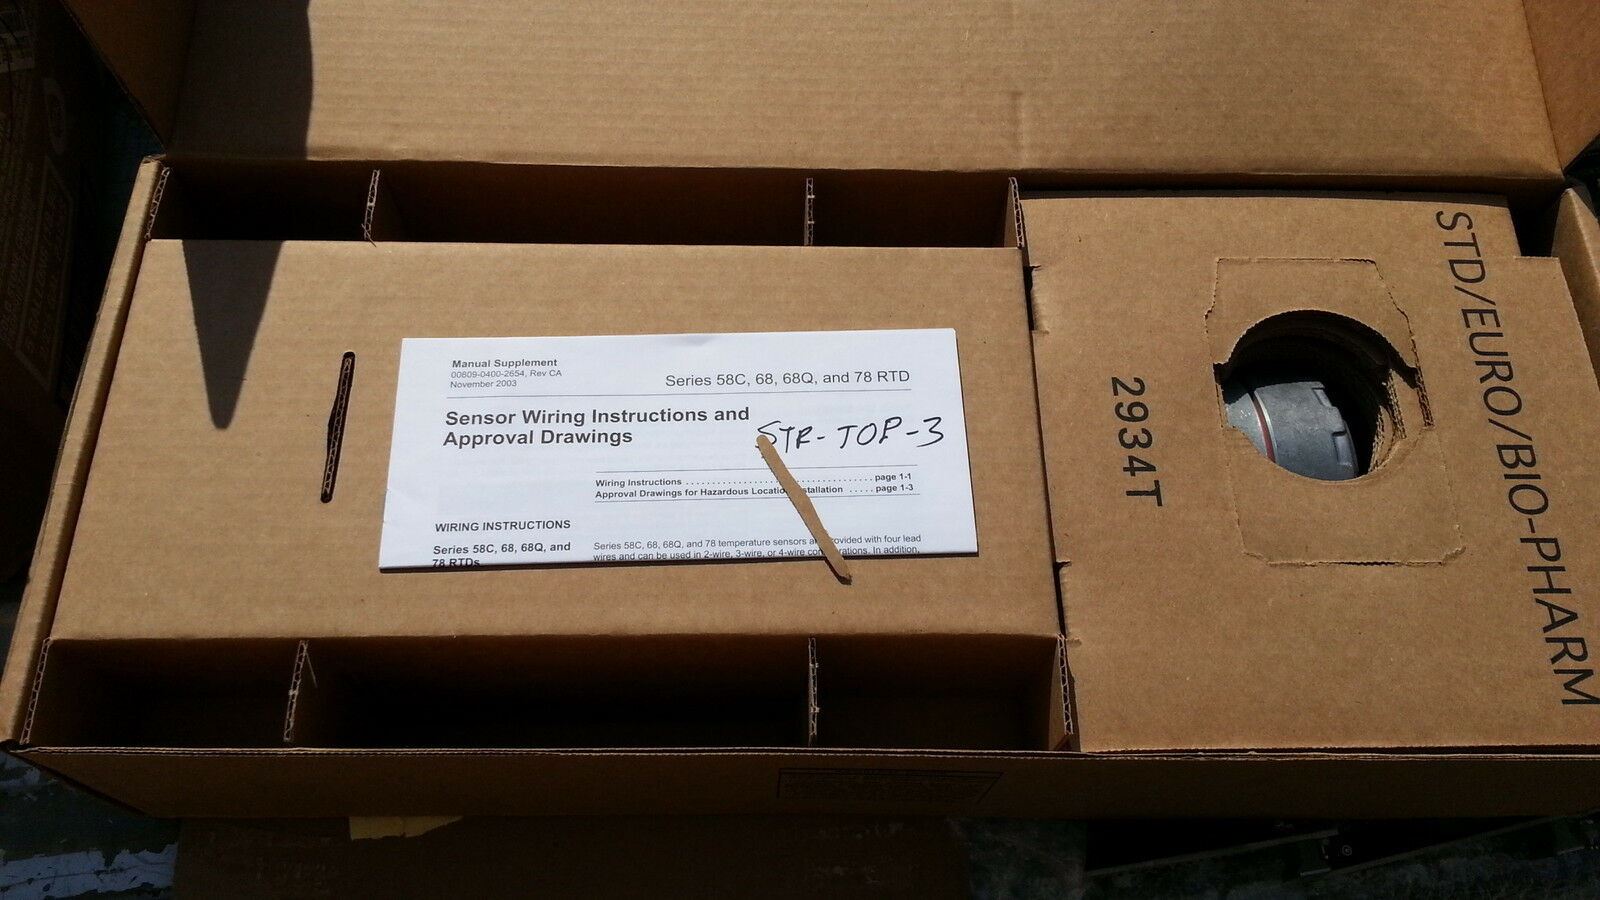 Manual Supplement
00809-0400-2654, Rev CA
November 2003
Series 58C, 68, 68Q, and 78 RTD
Sensor Wiring Instructions and
Approval Drawings
STR-TOP-3
Wiring Instructions . . . . . . . . . . . . . . . . . . . . . . . . . . . . . . . . . . page 1-1
Approval Drawings for Hazardous Location Installation . . . . . page 1-3
WIRING INSTRUCTIONS
Series 58C, 68, 68Q, and
78 RTDs
Series 58C, 68, 68Q, and 78 temperature sensors are provided with four lead
wires and can be used in 2-wire, 3-wire, or 4-wire configurations. In addition,
STD/EURO/BIO-PHARM
2934T